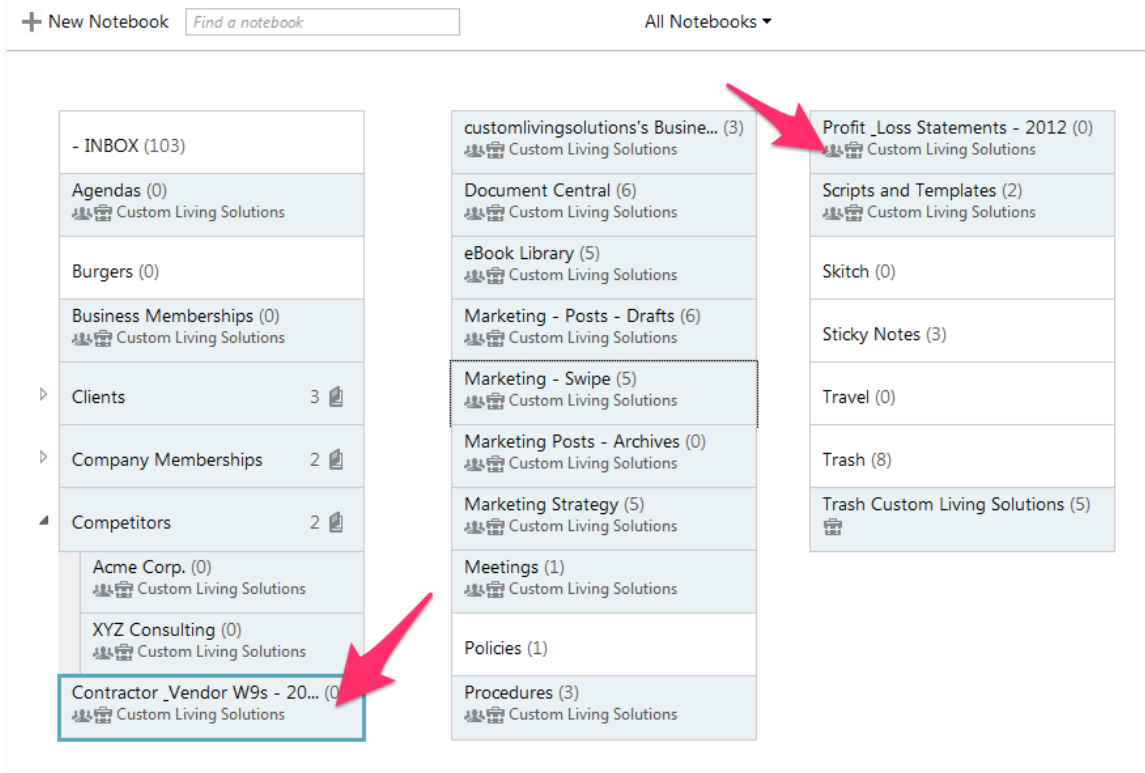 New Notebook
Find a notebook
All Notebooks
- INBOX (103)
Agendas (0)
Custom Living Solutions
Burgers (0)
Business Memberships (0)
Custom Living Solutions
Clients 3
Company Memberships 2
Competitors 2
Acme Corp. (0)
Custom Living Solutions
XYZ Consulting (0)
Custom Living Solutions
Contractor _Vendor W9s - 20... (0
Custom Living Solutions
customlivingsolutions's Busine... (3)
Custom Living Solutions
Document Central (6)
Custom Living Solutions
eBook Library (5)
Custom Living Solutions
Marketing - Posts - Drafts (6)
Custom Living Solutions
Marketing - Swipe (5)
Custom Living Solutions
Marketing Posts - Archives (0)
Custom Living Solutions
Marketing Strategy (5)
Custom Living Solutions
Meetings (1)
Custom Living Solutions
Policies (1)
Procedures (3)
Custom Living Solutions
Profit _Loss Statements - 2012 (0)
Custom Living Solutions
Scripts and Templates (2)
Custom Living Solutions
Skitch (0)
Sticky Notes (3)
Travel (0)
Trash (8)
Trash Custom Living Solutions (5)